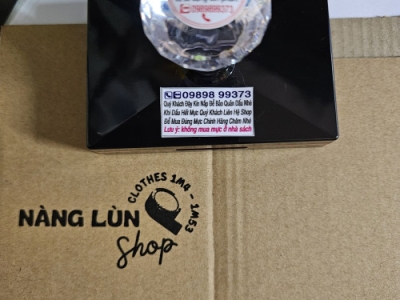 09898 99373
Quý Khách Đậy Kín Nắp Để Bảo Quản Dấu Nhé
Khi Dấu Hết Mực Quý Khách Liên Hệ Shop
Để Mua Đúng Mực Chính Hãng Chấm Nhé
Lưu ý: không mua mực ở nhà sách
CLOTHES 1M4 - 1M53
NÀNG LÙN
Shop